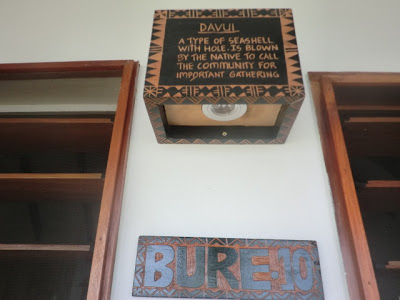 DAVUI
A TYPE OF SEASHELL
WITH HOLE. IS BLOWN
BY THE NATIVE TO CALL
THE COMMUNITY FOR
IMPORTANT GATHERING
BURE:10